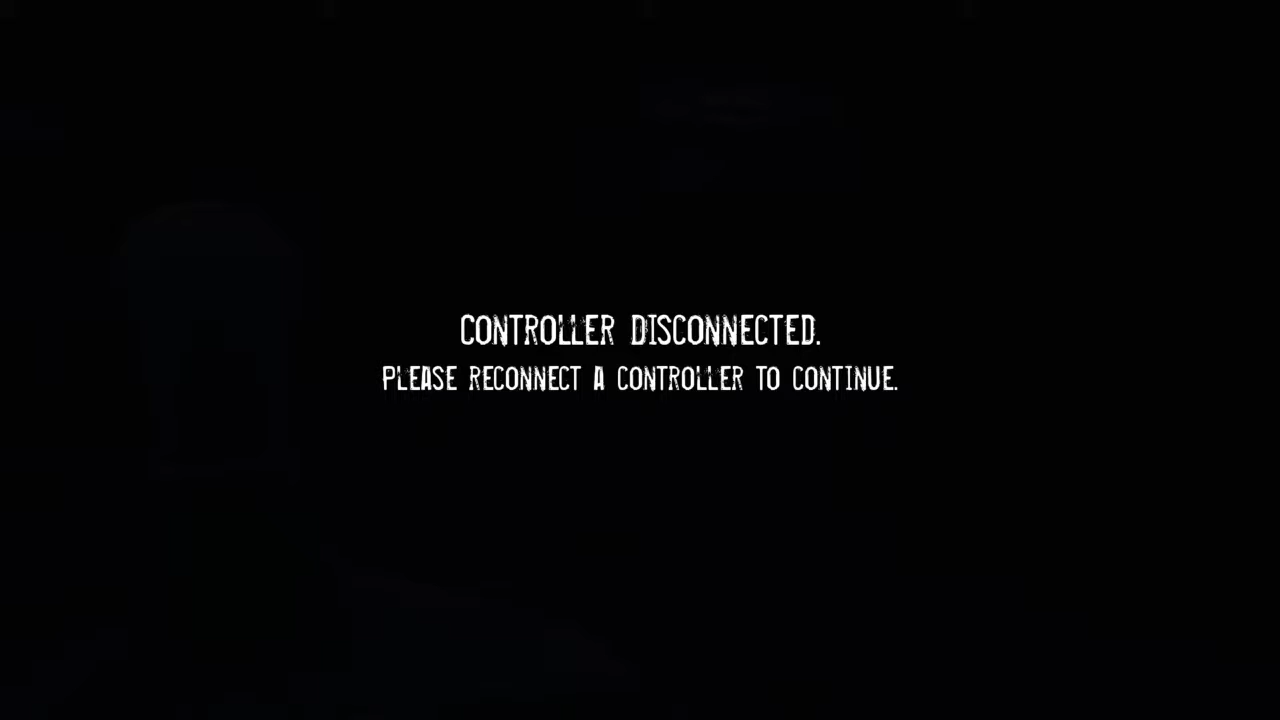 CONTROLLER DISCONNECTED.
PLEASE RECONNECT A CONTROLLER TO CONTINUE.